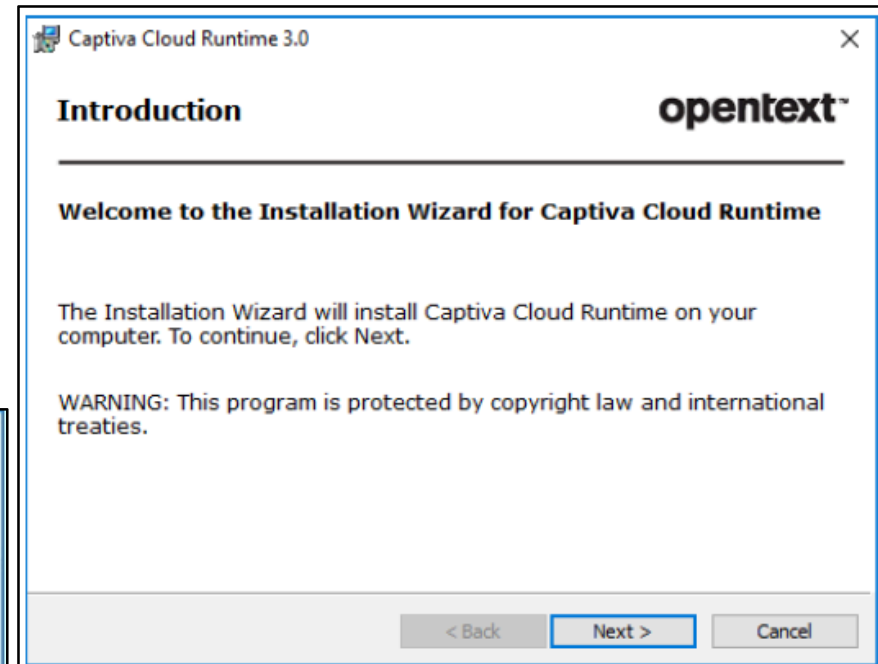 Captiva Cloud Runtime 3.0
Introduction
opentext™
Welcome to the Installation Wizard for Captiva Cloud Runtime
The Installation Wizard will install Captiva Cloud Runtime on your
computer. To continue, click Next.
WARNING: This program is protected by copyright law and international
treaties.
< Back
Next >
Cancel